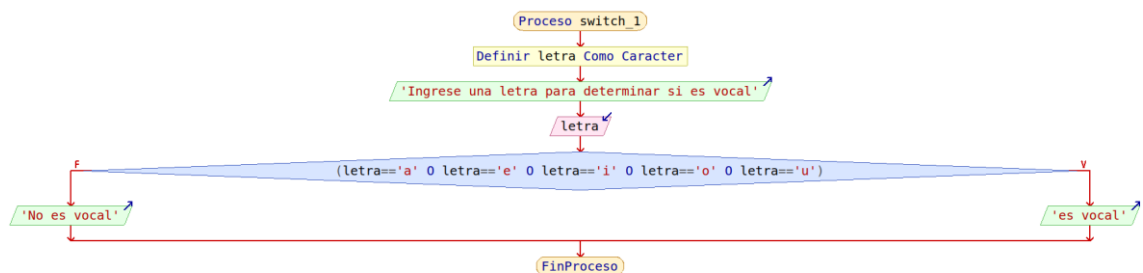 Proceso switch_1
Definir letra Como Caracter
'Ingrese una letra para determinar si es vocal'
letra
F
V
(letra=='a' O letra=='e' O letra=='i' O letra=='o' O letra=='u')
'No es vocal'
'es vocal'
FinProceso